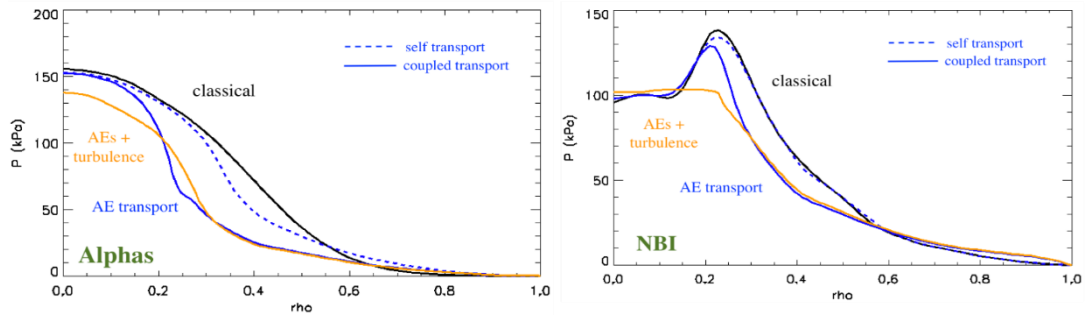 200
150
100
50
0
P (kPa)
0.0 0.2 0.4 0.6 0.8 1.0
rho
self transport
coupled transport
classical
AEs +
turbulence
AE transport
Alphas
150
100
50
0
P (kPa)
0.0 0.2 0.4 0.6 0.8 1.0
rho
self transport
coupled transport
classical
AEs +
turbulence
AE transport
NBI